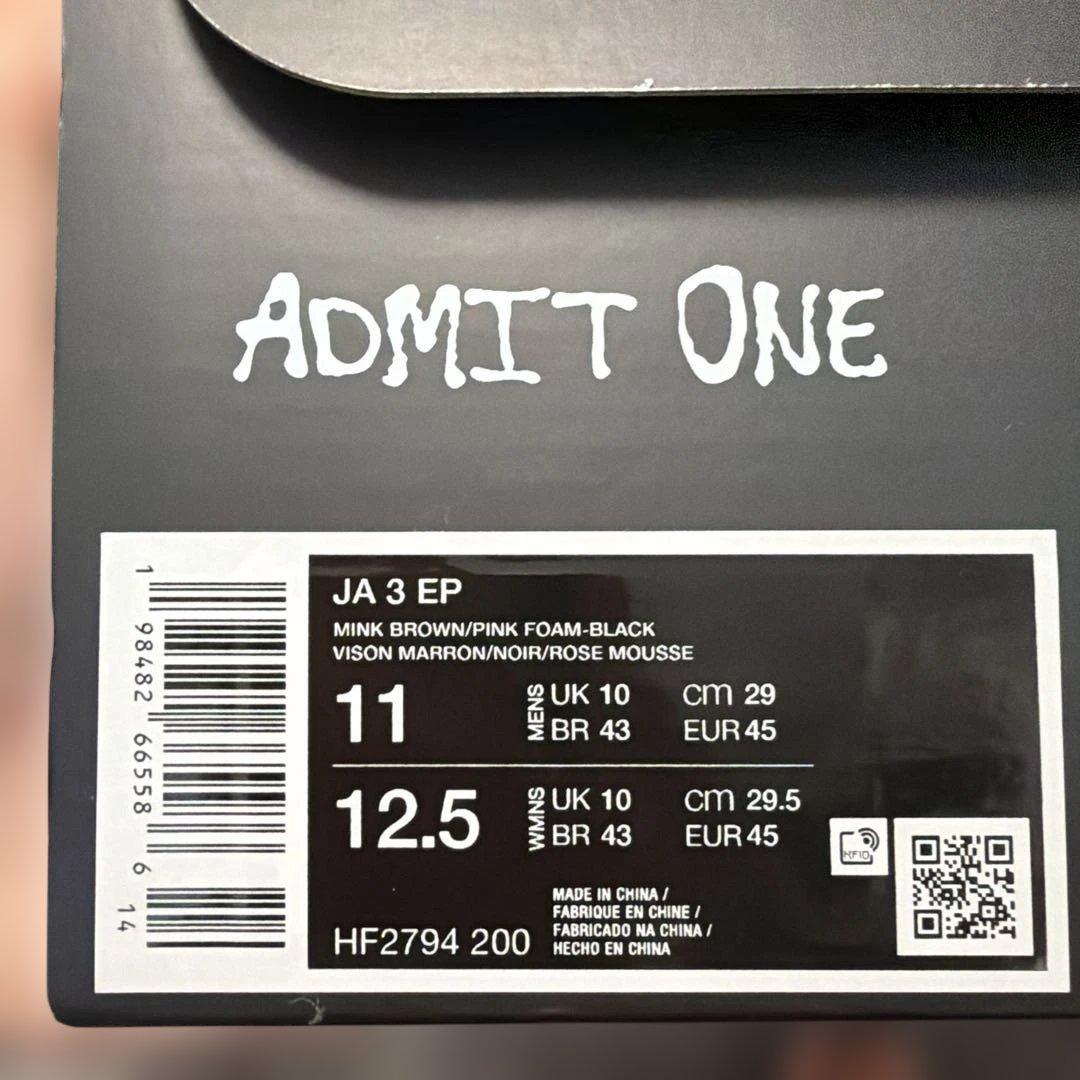 ADMIT ONE
JA 3 EP
MINK BROWN/PINK FOAM-BLACK
VISON MARRON/NOIR/ROSE MOUSSE
11 MENS UK 10 cm 29
BR 43 EUR 45
12.5 WMNS UK 10 cm 29.5
BR 43 EUR 45
MADE IN CHINA /
FABRIQUE EN CHINE /
FABRICADO NA CHINA /
HECHO EN CHINA
HF2794 200
RFID
1 98482 66558 6 14